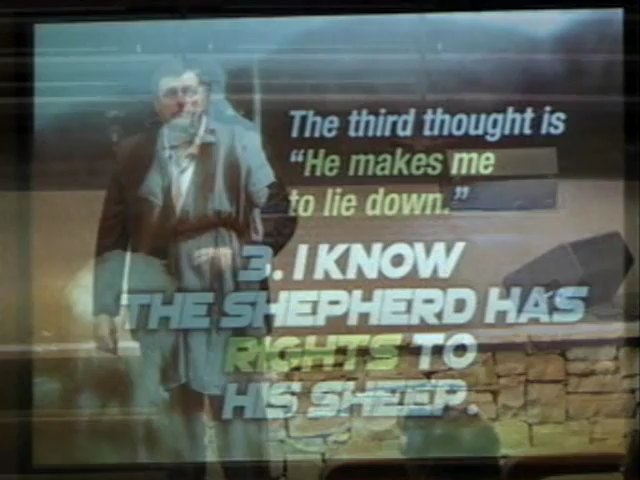 The third thought is
“He makes me
to lie down.”
3. I KNOW
THE SHEPHERD HAS
RIGHTS TO
HIS SHEEP.